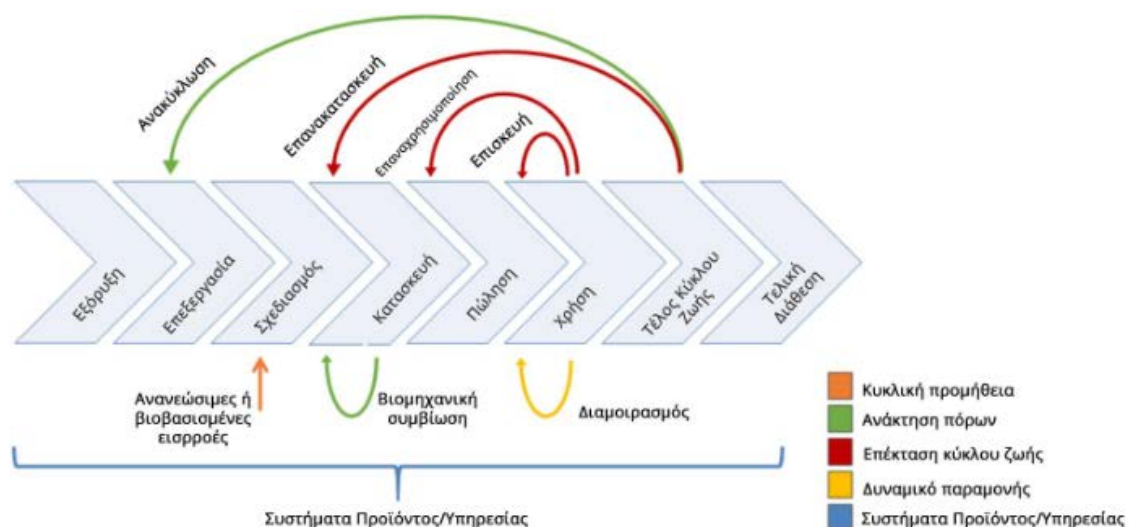 Ανακύκλωση
Επανακατασκευή
Επαναχρησιμοποίηση
Επισκευή
Εξόρυξη
Επεξεργασία
Σχεδιασμός
Κατασκευή
Πώληση
Χρήση
Τέλος Κύκλου
Ζωής
Τελική
Διάθεση
Ανανεώσιμες ή
βιοβασισμένες
εισρροές
Βιομηχανική
συμβίωση
Διαμοιρασμός
Κυκλική προμήθεια
Ανάκτηση πόρων
Επέκταση κύκλου ζωής
Δυναμικό παραμονής
Συστήματα Προϊόντος/Υπηρεσίας
Συστήματα Προϊόντος/Υπηρεσίας